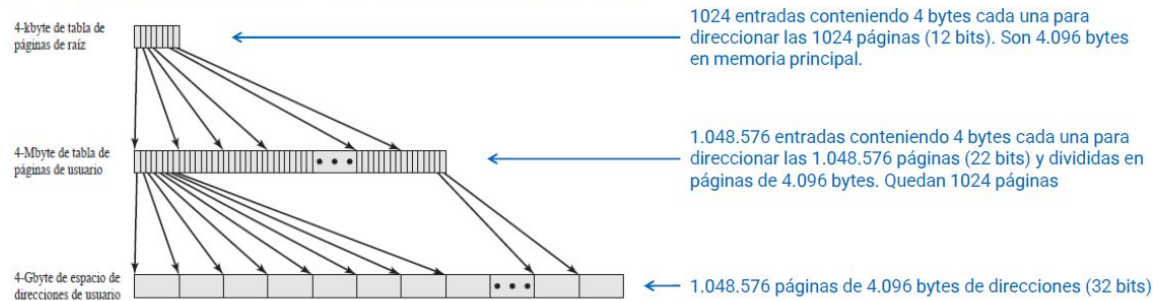 4-kbyte de tabla de
páginas de raíz
1024 entradas conteniendo 4 bytes cada una para
direccionar las 1024 páginas (12 bits). Son 4.096 bytes
en memoria principal.
4-Mbyte de tabla de
páginas de usuario
1.048.576 entradas conteniendo 4 bytes cada una para
direccionar las 1.048.576 páginas (22 bits) y divididas en
páginas de 4.096 bytes. Quedan 1024 páginas
4-Gbyte de espacio de
direcciones de usuario
1.048.576 páginas de 4.096 bytes de direcciones (32 bits)